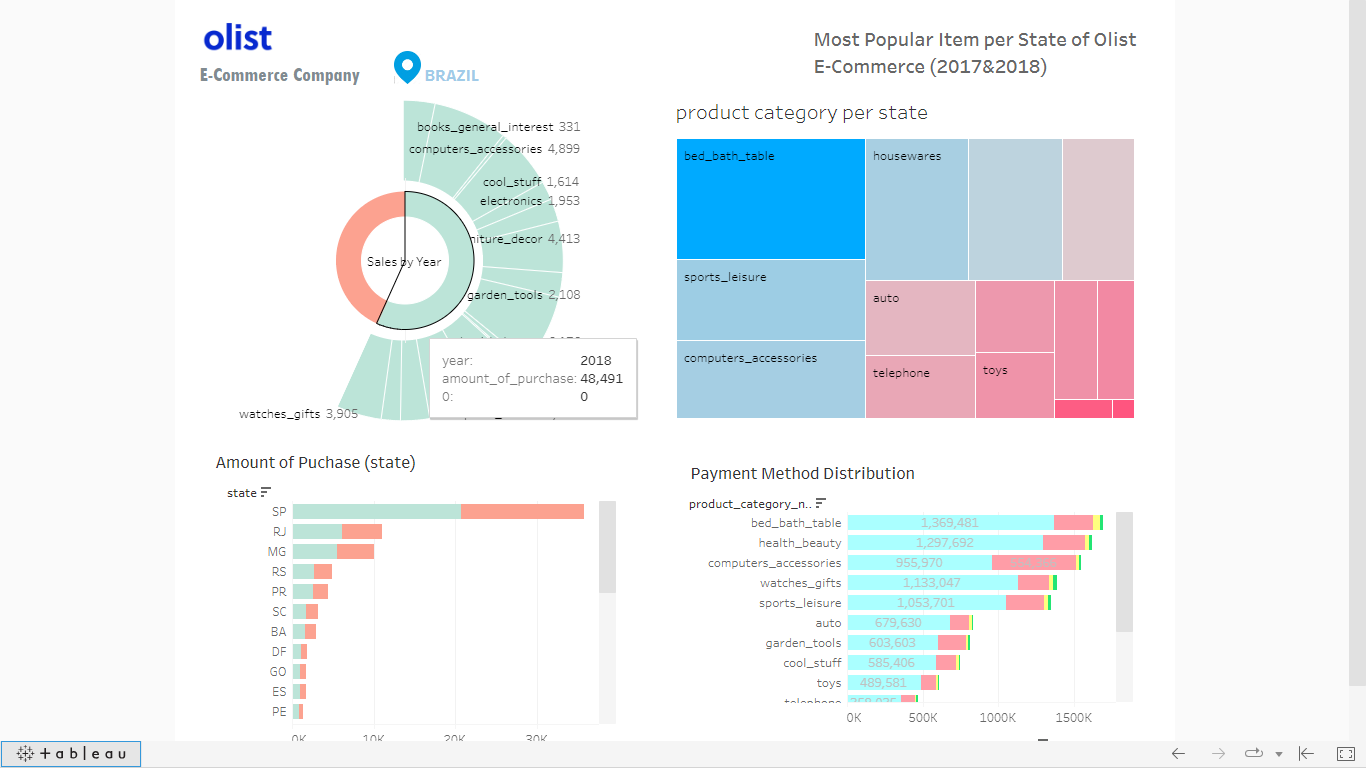 olist
E-Commerce Company
BRAZIL
Most Popular Item per State of Olist
E-Commerce (2017&2018)
books_general_interest 331
computers_accessories 4,899
cool_stuff 1,614
electronics 1,953
niture_decor 4,413
garden_tools 2,108
watches_gifts 3,905
Sales by Year
year: 2018
amount_of_purchase: 48,491
0: 0
product category per state
bed_bath_table
sports_leisure
computers_accessories
housewares
auto
telephone
toys
Amount of Puchase (state)
state
SP
RJ
MG
RS
PR
SC
BA
DF
GO
ES
PE
0K 10K 20K 30K
Payment Method Distribution
product_category_n..
bed_bath_table 1,369,481
health_beauty 1,297,692
computers_accessories 955,970
watches_gifts 1,133,047
sports_leisure 1,053,701
auto 679,630
garden_tools 603,603
cool_stuff 585,406
toys 489,581
telephone
0K 500K 1000K 1500K
+ableau